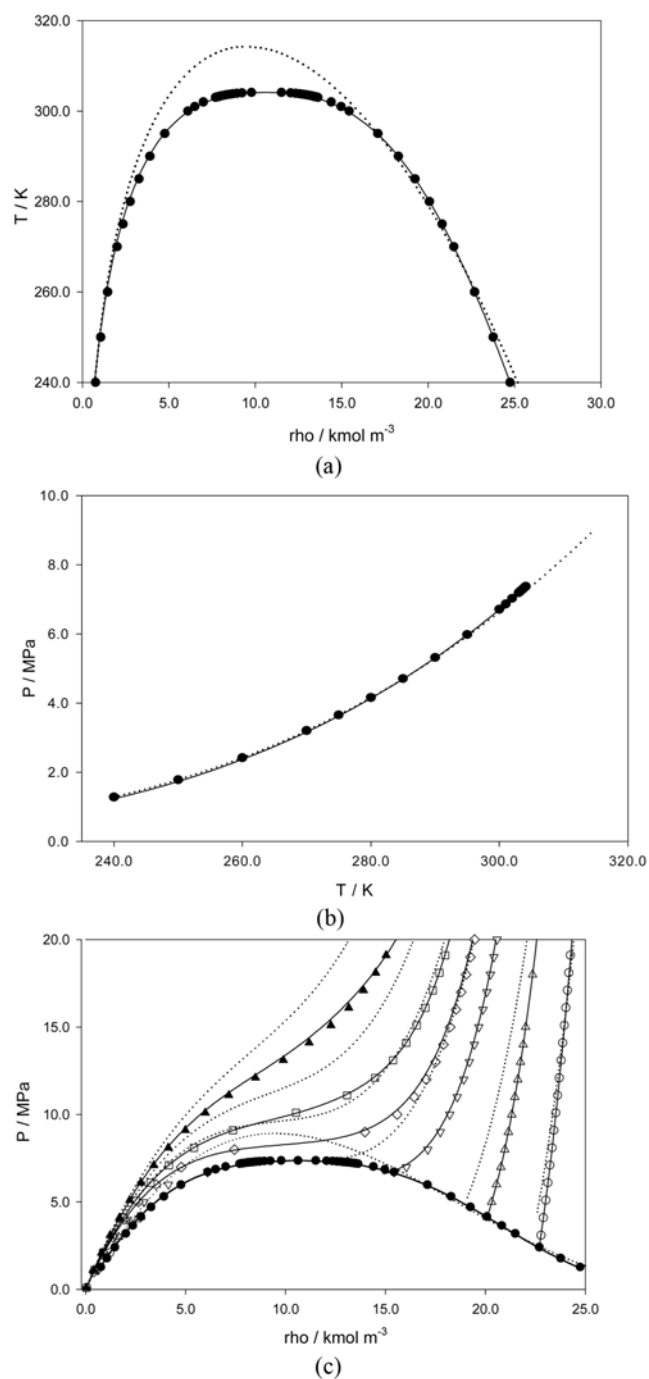 320.0
310.0
300.0
280.0
260.0
240.0
T / K
0.0 5.0 10.0 15.0 20.0 25.0 30.0
rho / kmol m⁻³
(a)
10.0
8.0
6.0
4.0
2.0
0.0
P / MPa
240.0 260.0 280.0 300.0 320.0
T / K
(b)
20.0
15.0
10.0
5.0
0.0
P / MPa
0.0 5.0 10.0 15.0 20.0 25.0
rho / kmol m⁻³
(c)